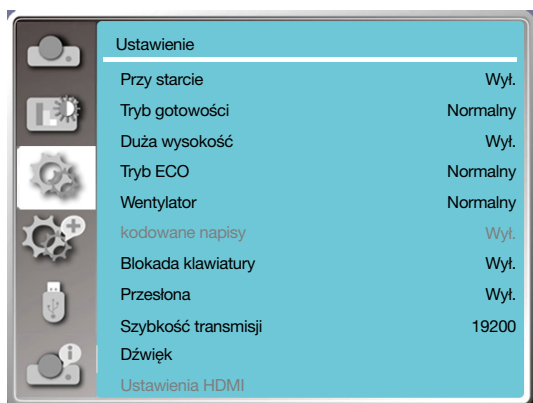 Ustawienie
Przy starcie Wył.
Tryb gotowości Normalny
Duża wysokość Wył.
Tryb ECO Normalny
Wentylator Normalny
kodowane napisy Wył.
Blokada klawiatury Wył.
Przesłona Wył.
Szybkość transmisji 19200
Dźwięk
Ustawienia HDMI